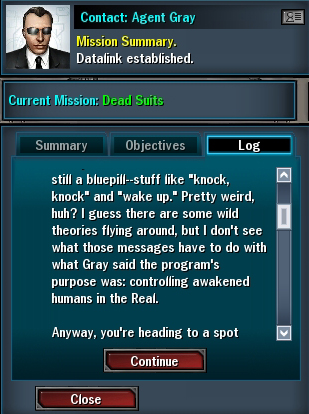 Contact: Agent Gray
Mission Summary.
Datalink established.
Current Mission: Dead Suits
Summary
Objectives
Log
still a bluepill--stuff like "knock,
knock" and "wake up." Pretty weird,
huh? I guess there are some wild
theories flying around, but I don't see
what those messages have to do with
what Gray said the program's
purpose was: controlling awakened
humans in the Real.
Anyway, you're heading to a spot
Continue
Close